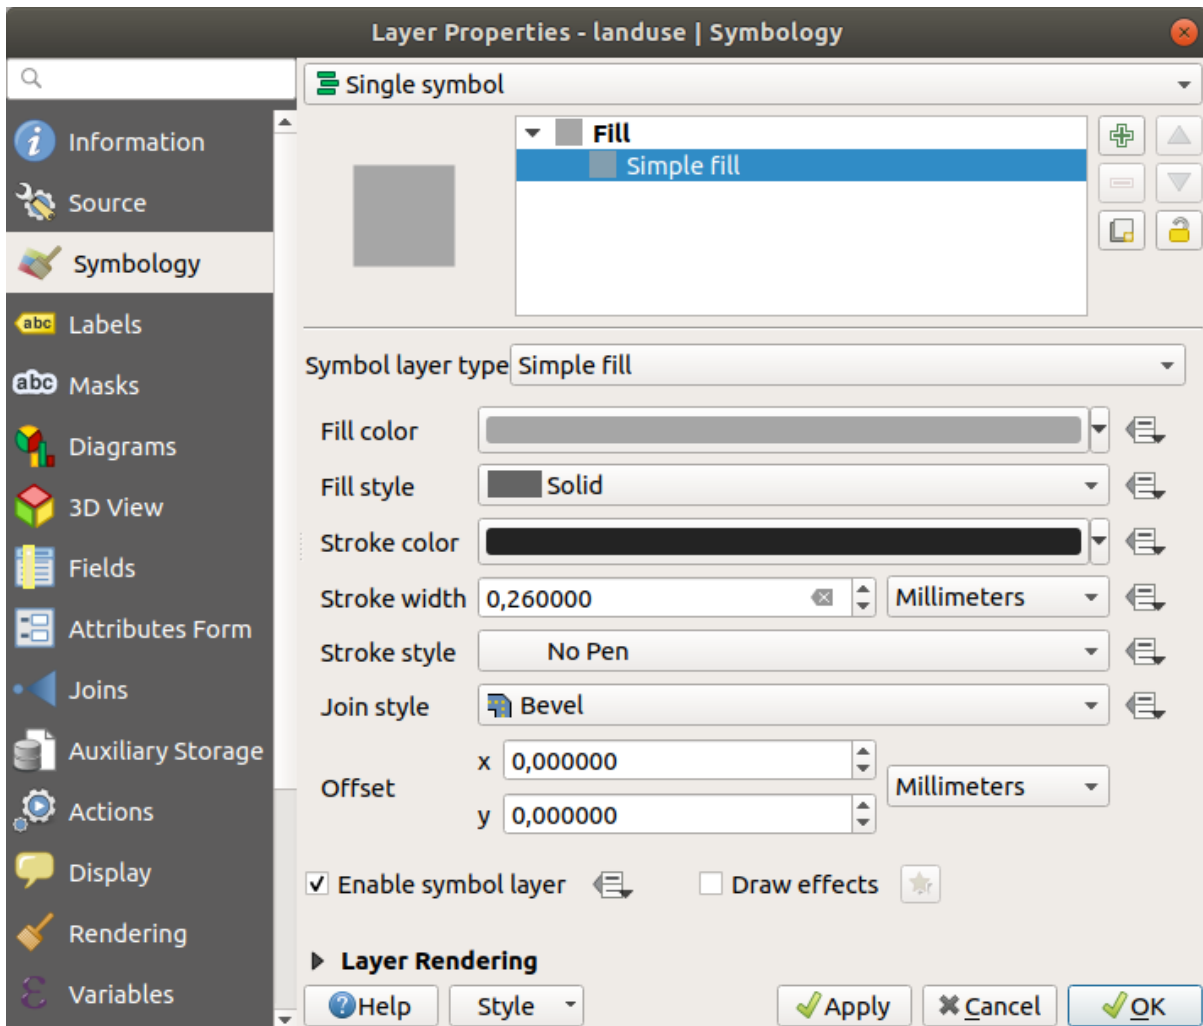 Layer Properties - landuse | Symbology
Information
Source
Symbology
abc Labels
abc Masks
Diagrams
3D View
Fields
Attributes Form
Joins
Auxiliary Storage
Actions
Display
Rendering
Variables
Single symbol
Fill
Simple fill
Symbol layer type Simple fill
Fill color
Fill style Solid
Stroke color
Stroke width 0,260000 Millimeters
Stroke style No Pen
Join style Bevel
Offset x 0,000000 Millimeters
y 0,000000
Enable symbol layer Draw effects
Layer Rendering
Help Style Apply Cancel OK